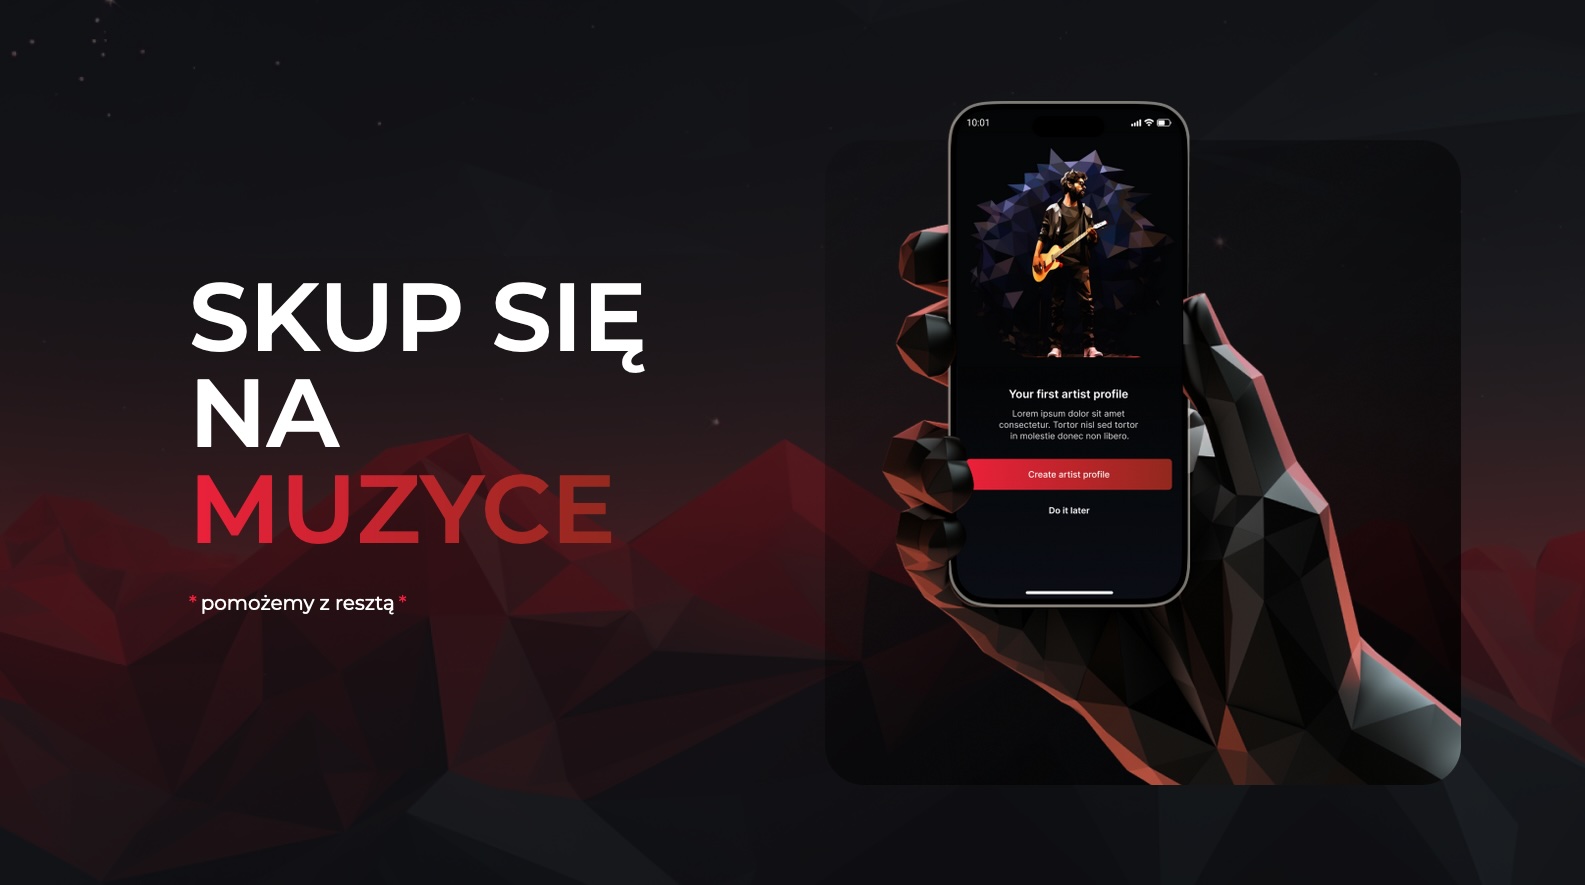 SKUP SIĘ
NA
MUZYCE
* pomożemy z resztą *
10:01
Your first artist profile
Lorem ipsum dolor sit amet
consectetur. Tortor nisl sed tortor
in molestie donec non libero.
Create artist profile
Do it later